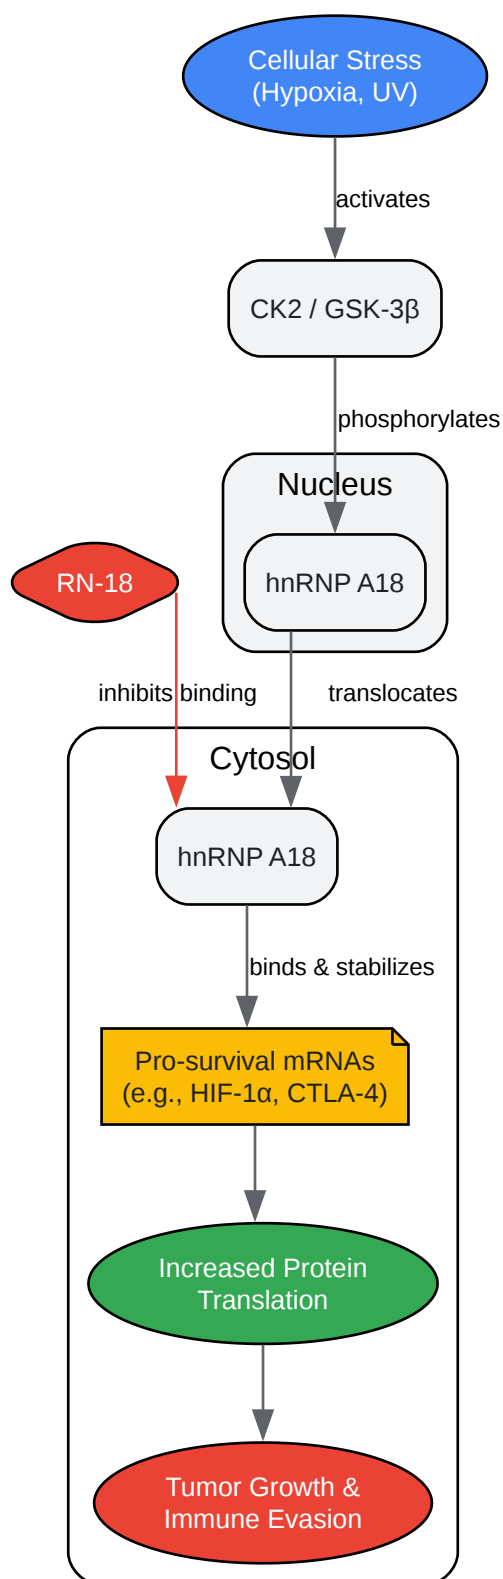 Cellular Stress
(Hypoxia, UV)
activates
CK2 / GSK-3β
phosphorylates
Nucleus
hnRNP A18
RN-18
inhibits binding
translocates
Cytosol
hnRNP A18
binds & stabilizes
Pro-survival mRNAs
(e.g., HIF-1α, CTLA-4)
Increased Protein
Translation
Tumor Growth &
Immune Evasion